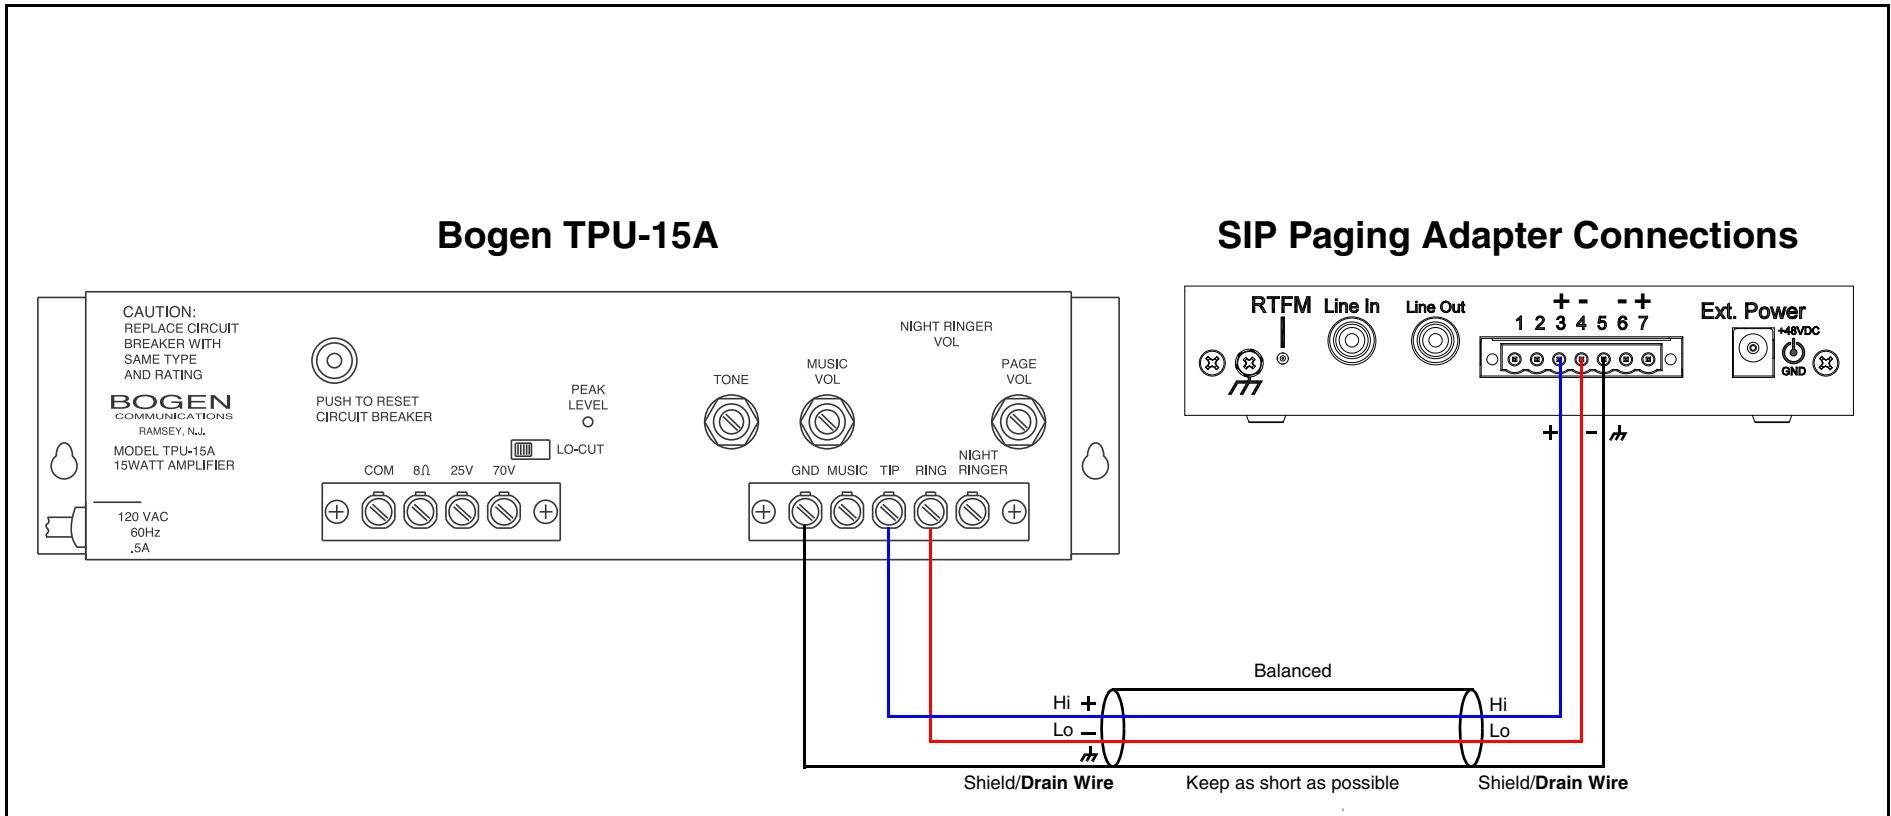 Bogen TPU-15A
SIP Paging Adapter Connections
CAUTION:
REPLACE CIRCUIT
BREAKER WITH
SAME TYPE
AND RATING
BOGEN
COMMUNICATIONS
RAMSEY, N.J.
MODEL TPU-15A
15WATT AMPLIFIER
120 VAC
60Hz
.5A
PUSH TO RESET
CIRCUIT BREAKER
PEAK
LEVEL
LO-CUT
COM 8Ω 25V 70V
TONE
MUSIC
VOL
NIGHT RINGER
VOL
PAGE
VOL
GND MUSIC TIP RING NIGHT
RINGER
RTFM
Line In
Line Out
+ - - +
1 2 3 4 5 6 7
Ext. Power
+48VDC
GND
+ -
Balanced
Hi +
Lo -
Hi
Lo
Shield/Drain Wire
Keep as short as possible
Shield/Drain Wire